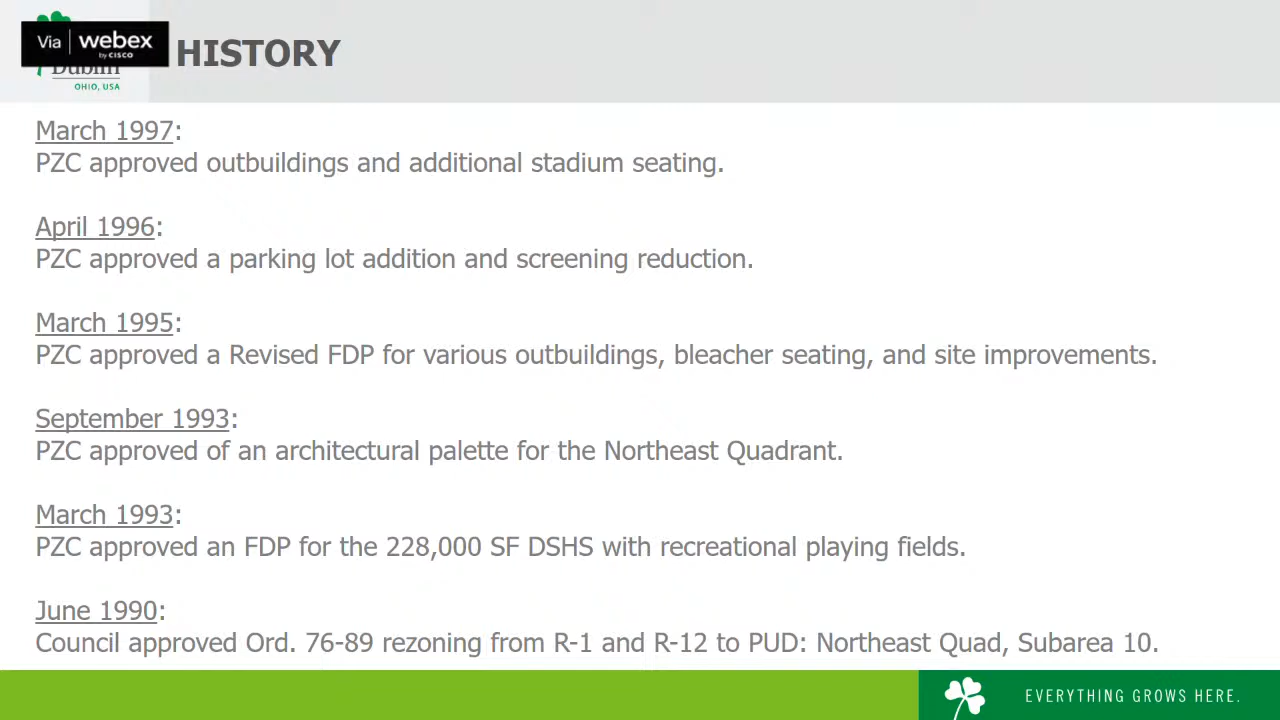 Via webex
by CISCO
Dublin
OHIO, USA
HISTORY
March 1997:
PZC approved outbuildings and additional stadium seating.
April 1996:
PZC approved a parking lot addition and screening reduction.
March 1995:
PZC approved a Revised FDP for various outbuildings, bleacher seating, and site improvements.
September 1993:
PZC approved of an architectural palette for the Northeast Quadrant.
March 1993:
PZC approved an FDP for the 228,000 SF DSHS with recreational playing fields.
June 1990:
Council approved Ord. 76-89 rezoning from R-1 and R-12 to PUD: Northeast Quad, Subarea 10.
EVERYTHING GROWS HERE.